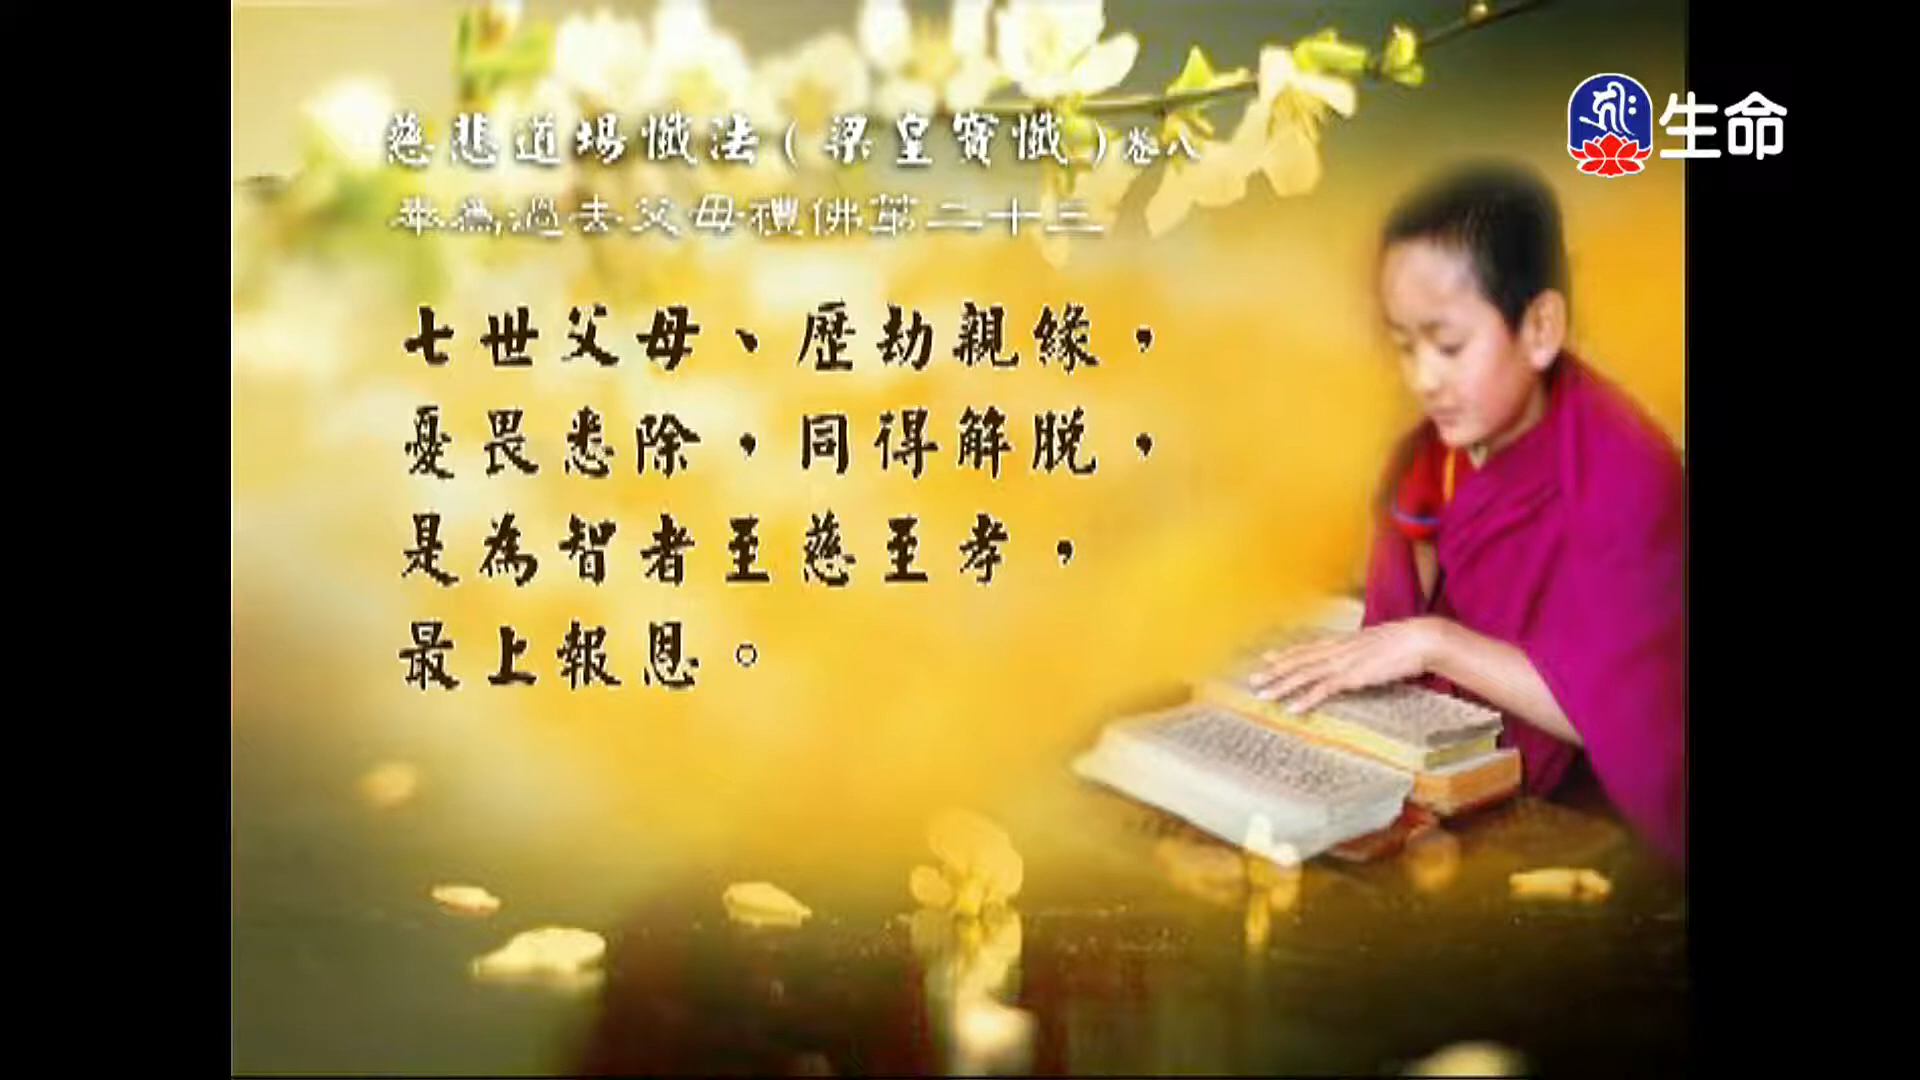 慈悲道場懺法(梁皇寶懺)卷八
奉為過去父母禮佛第二十三
七世父母、歷劫親緣,
憂畏悉除,同得解脫,
是為智者至慈至孝,
最上報恩。
生命